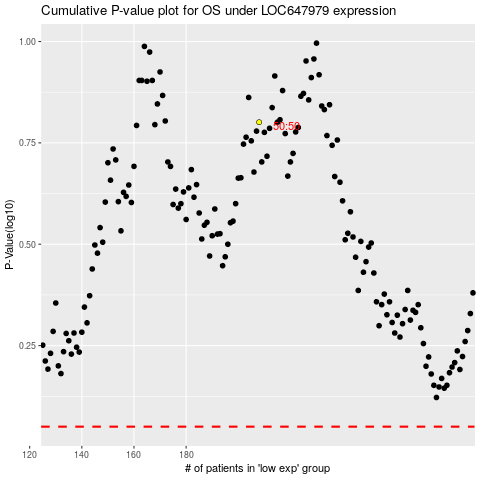 Cumulative P-value plot for OS under LOC647979 expression
1.00
0.75
0.50
0.25
P-Value(log10)
50:50
120 140 160 180
# of patients in 'low exp' group